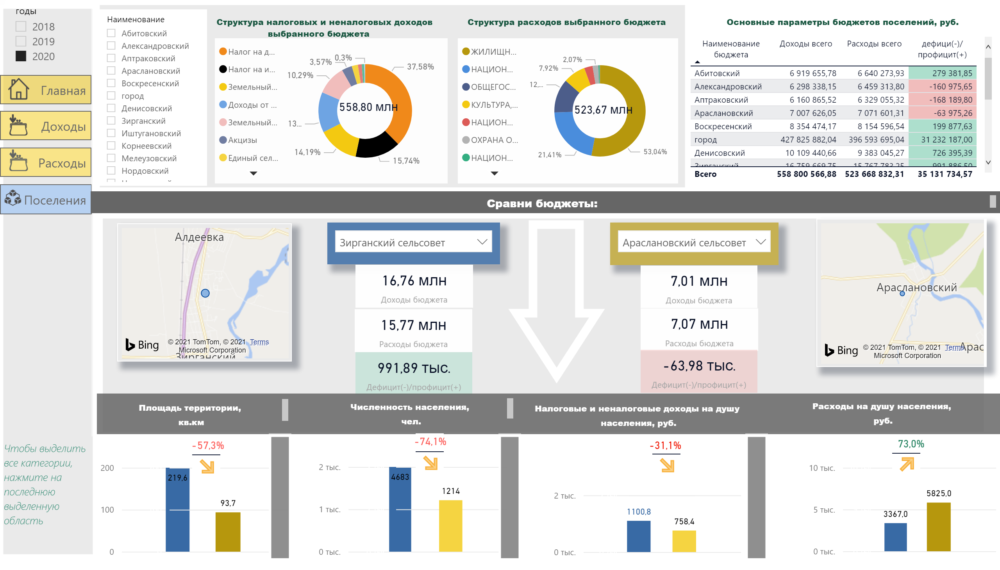 годы
2018
2019
2020
Главная
Доходы
Расходы
Поселения
Чтобы выделить
все категории,
нажмите на
последнюю
выделенную
область
Наименование
Абитовский
Александровский
Аптраковский
Араслановский
Воскресенский
город
Денисовский
Зирганский
Иштугановский
Корнеевский
Мелеузовский
Нордовский
Структура налоговых и неналоговых доходов
выбранного бюджета
Налог на д...
Налог на и...
Земельный...
Доходы от ...
Земельный...
Акцизы
Единый сел...
0,3%
3,57%
10,29%
13...
14,19%
15,74%
37,58%
558,80 млн
Структура расходов выбранного бюджета
ЖИЛИЩН...
НАЦИОН...
ОБЩЕГОС...
КУЛЬТУРА,...
НАЦИОН...
ОХРАНА О...
НАЦИОН...
2,07%
7,92%
12,...
21,41%
53,04%
523,67 млн
Основные параметры бюджетов поселений, руб.
Наименование бюджета Доходы всего Расходы всего дефици(-)/профицит(+)
Абитовский 6 919 655,78 6 640 273,93 279 381,85
Александровский 6 298 338,15 6 459 313,80 -160 975,65
Аптраковский 6 160 865,52 6 329 055,32 -168 189,80
Араслановский 7 007 626,05 7 071 601,31 -63 975,26
Воскресенский 8 354 474,17 8 154 596,54 199 877,63
город 427 825 882,04 396 593 695,04 31 232 187,00
Денисовский 10 109 440,66 9 383 045,27 726 395,39
Зирганский 16 759 669,75 15 767 783,25 991 886,50
Всего 558 800 566,88 523 668 832,31 35 131 734,57
Сравни бюджеты:
Алдеевка
Bing
© 2021 TomTom, © 2021 Terms
Microsoft Corporation
Зирганский
Зирганский сельсовет
16,76 млн
Доходы бюджета
15,77 млн
Расходы бюджета
991,89 тыс.
Дефицит(-)/профицит(+)
Араслановский сельсовет
7,01 млн
Доходы бюджета
7,07 млн
Расходы бюджета
-63,98 тыс.
Дефицит(-)/профицит(+)
Араслановский
Bing
© 2021 TomTom, © 2021 Terms
Арас
Microsoft Corporation
Площадь территории,
кв.км
-57,3%
200
100
0
219,6
93,7
Численность населения,
чел.
-74,1%
2 тыс.
1 тыс.
0 тыс.
4683
1214
Налоговые и неналоговые доходы на душу
населения, руб.
-31,1%
2 тыс.
0 тыс.
1100,8
758,4
Расходы на душу населения,
руб.
73,0%
10 тыс.
5 тыс.
0 тыс.
3367,0
5825,0